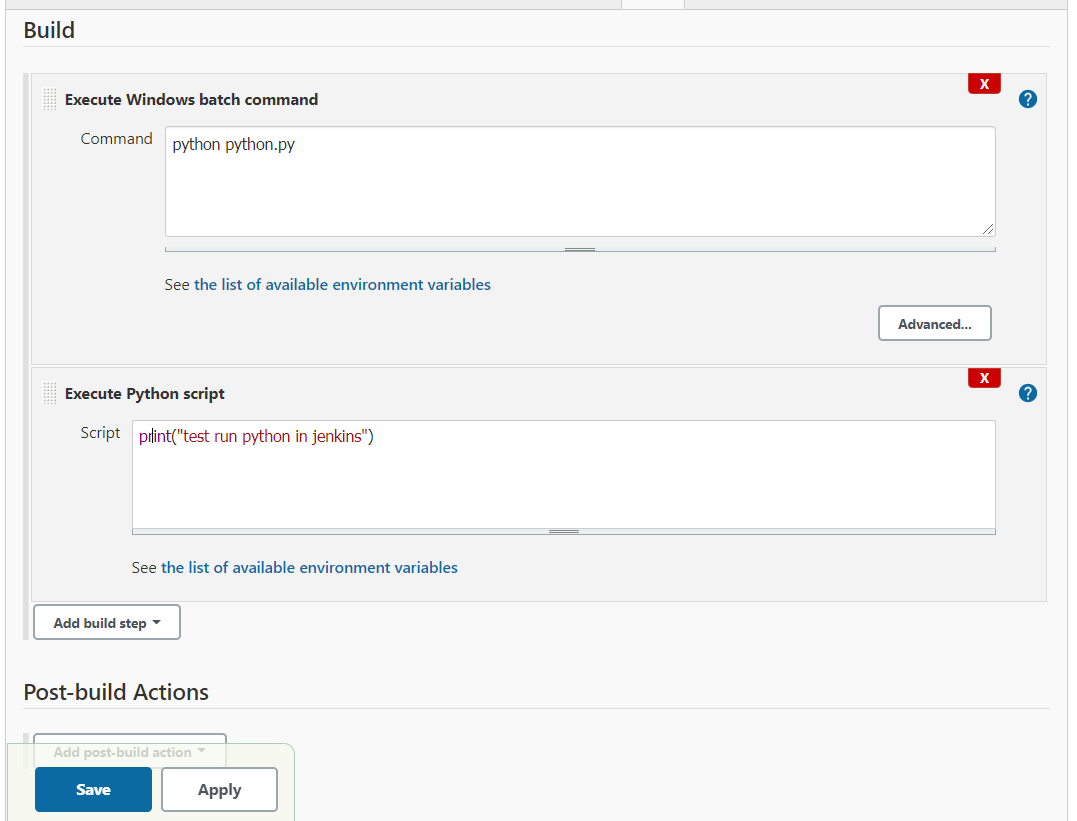 Build
X
Execute Windows batch command
?
Command
python python.py
See the list of available environment variables
Advanced...
X
Execute Python script
?
Script
print("test run python in jenkins")
See the list of available environment variables
Add build step
Post-build Actions
Add post-build action
Save
Apply